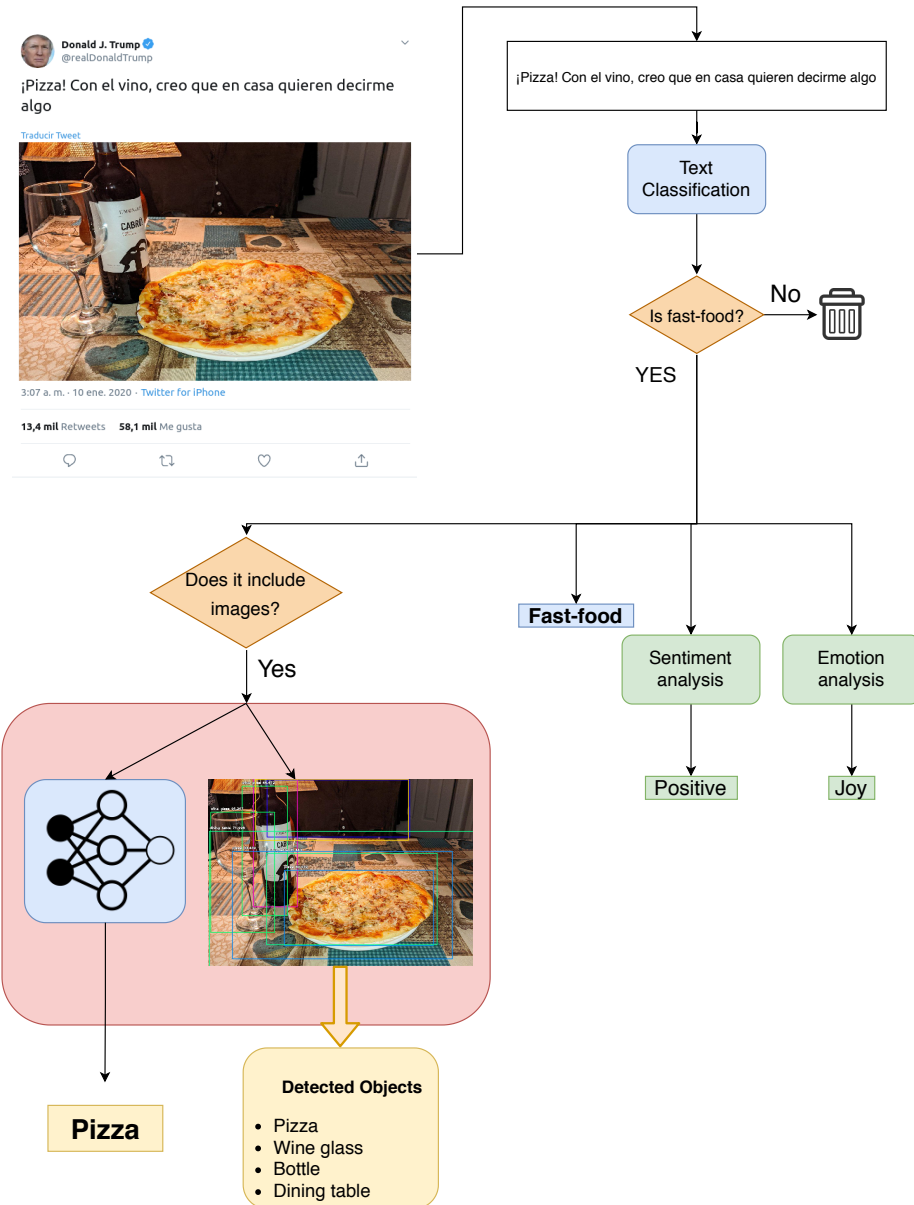 Donald J. Trump
@realDonaldTrump
¡Pizza! Con el vino, creo que en casa quieren decirme
algo
Traducir Tweet
CABRÓ
3:07 a. m. · 10 ene. 2020 · Twitter for iPhone
13,4 mil Retweets 58,1 mil Me gusta
¡Pizza! Con el vino, creo que en casa quieren decirme algo
Text
Classification
Is fast-food?
No
YES
Does it include
images?
Yes
Fast-food
Sentiment
analysis
Emotion
analysis
Positive
Joy
Pizza
Detected Objects
• Pizza
• Wine glass
• Bottle
• Dining table